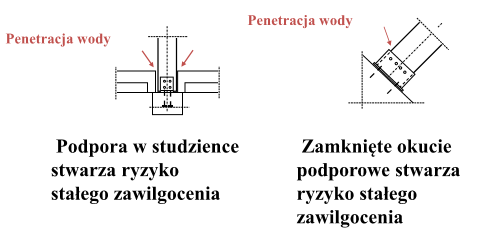 Penetracja wody
Podpora w studzience
stwarza ryzyko
stałego zawilgocenia
Penetracja wody
Zamknięte okucie
podporowe stwarza
ryzyko stałego
zawilgocenia